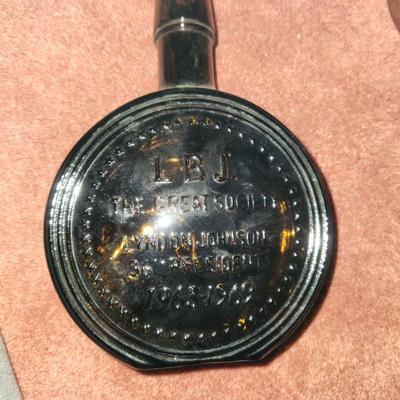 L.B.J.
THE GREAT SOCIETY
LYNDON JOHNSON
36TH PRESIDENT
1963-1969